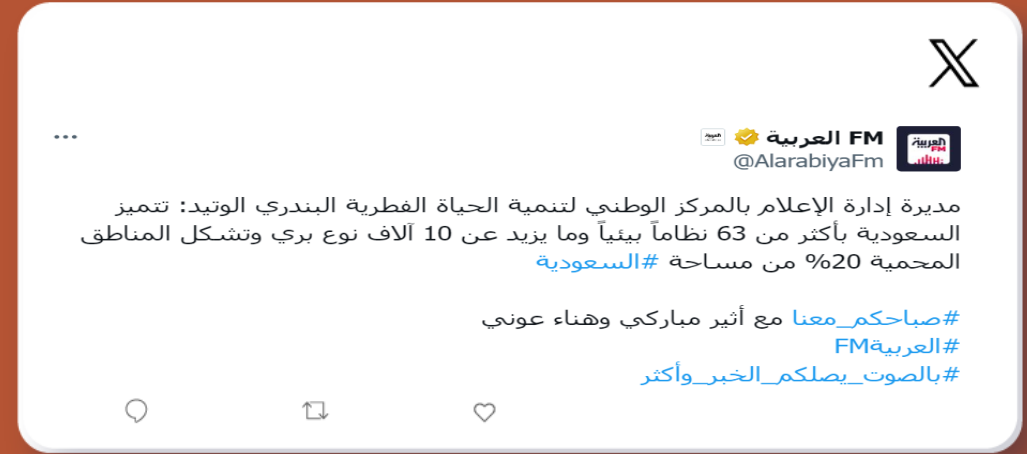 العربية FM
@AlarabiyaFm
مديرة إدارة الإعلام بالمركز الوطني لتنمية الحياة الفطرية البندري الوتيد: تتميز
السعودية بأكثر من 63 نظاماً بيئياً وما يزيد عن 10 آلاف نوع بري وتشكل المناطق
المحمية 20% من مساحة #السعودية
#صباحكم_معنا مع أثير مباركي وهناء عوني
#العربيةFM
#بالصوت_يصلكم_الخبر_وأكثر